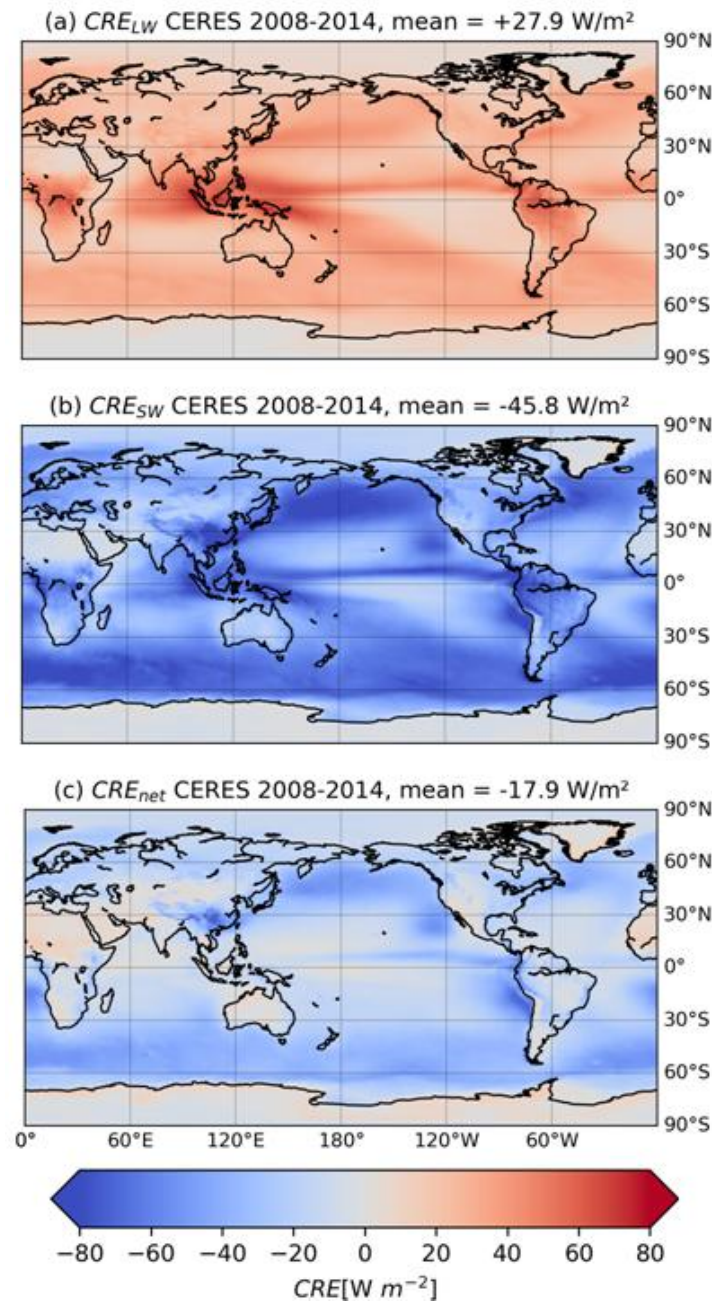 (a) CRE_LW CERES 2008-2014, mean = +27.9 W/m²
90°N
60°N
30°N
0°
30°S
60°S
90°S
(b) CRE_SW CERES 2008-2014, mean = -45.8 W/m²
90°N
60°N
30°N
0°
30°S
60°S
90°S
(c) CRE_net CERES 2008-2014, mean = -17.9 W/m²
90°N
60°N
30°N
0°
30°S
60°S
90°S
0° 60°E 120°E 180° 120°W 60°W
−80 −60 −40 −20 0 20 40 60 80
CRE[W m⁻²]